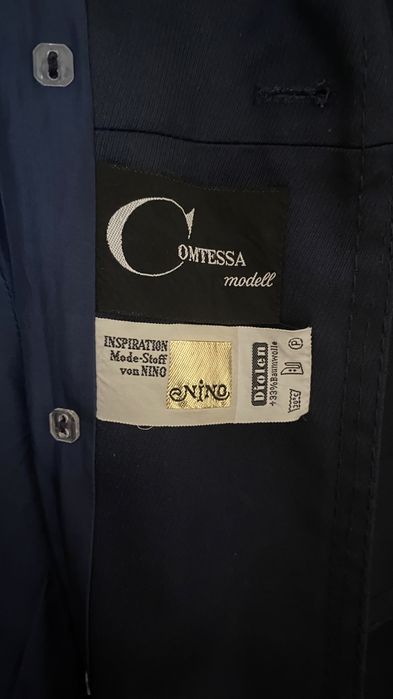 COMTESSA
modell
INSPIRATION
Mode-Stoff
von NINO
NINO
Diolen
+33%Baumwolle
P